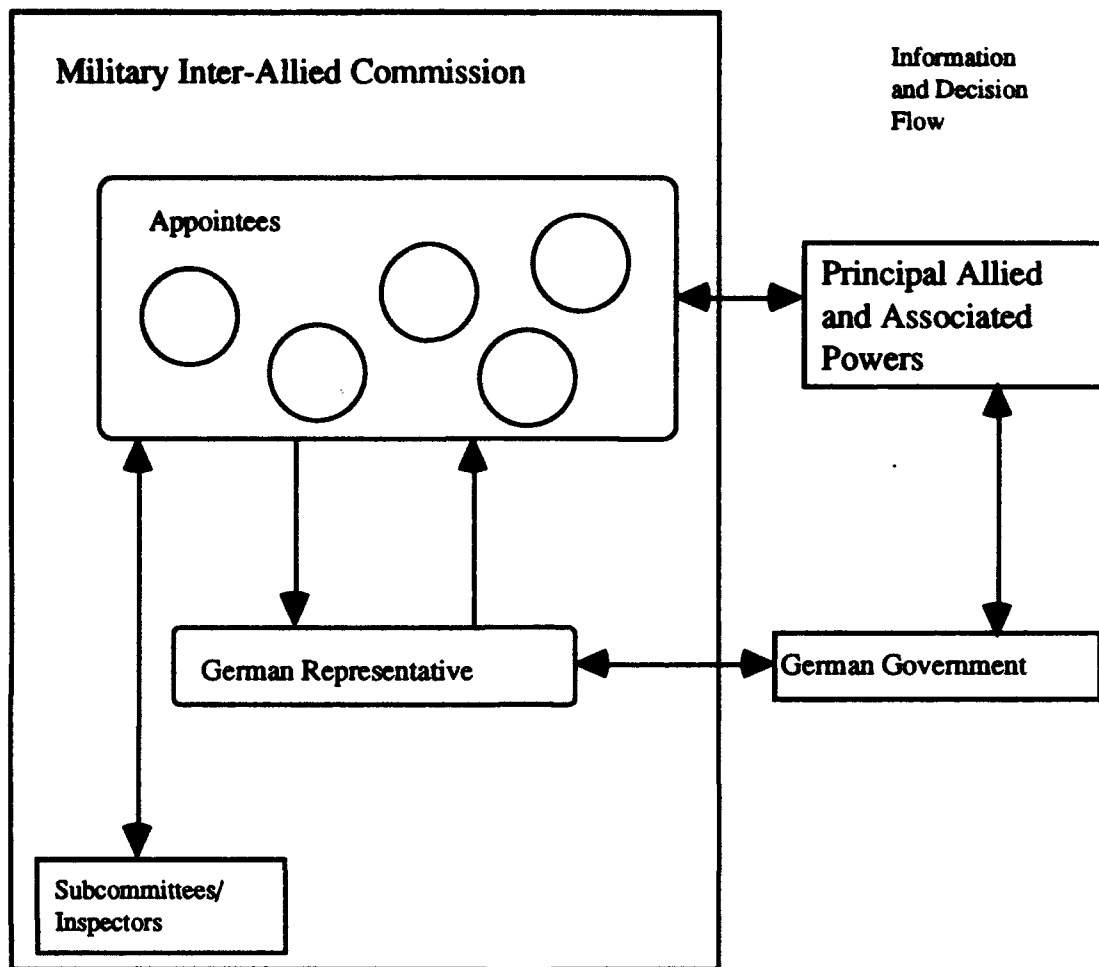 Military Inter-Allied Commission
Information
and Decision
Flow
Appointees
Principal Allied
and Associated
Powers
German Representative
German Government
Subcommittees/
Inspectors